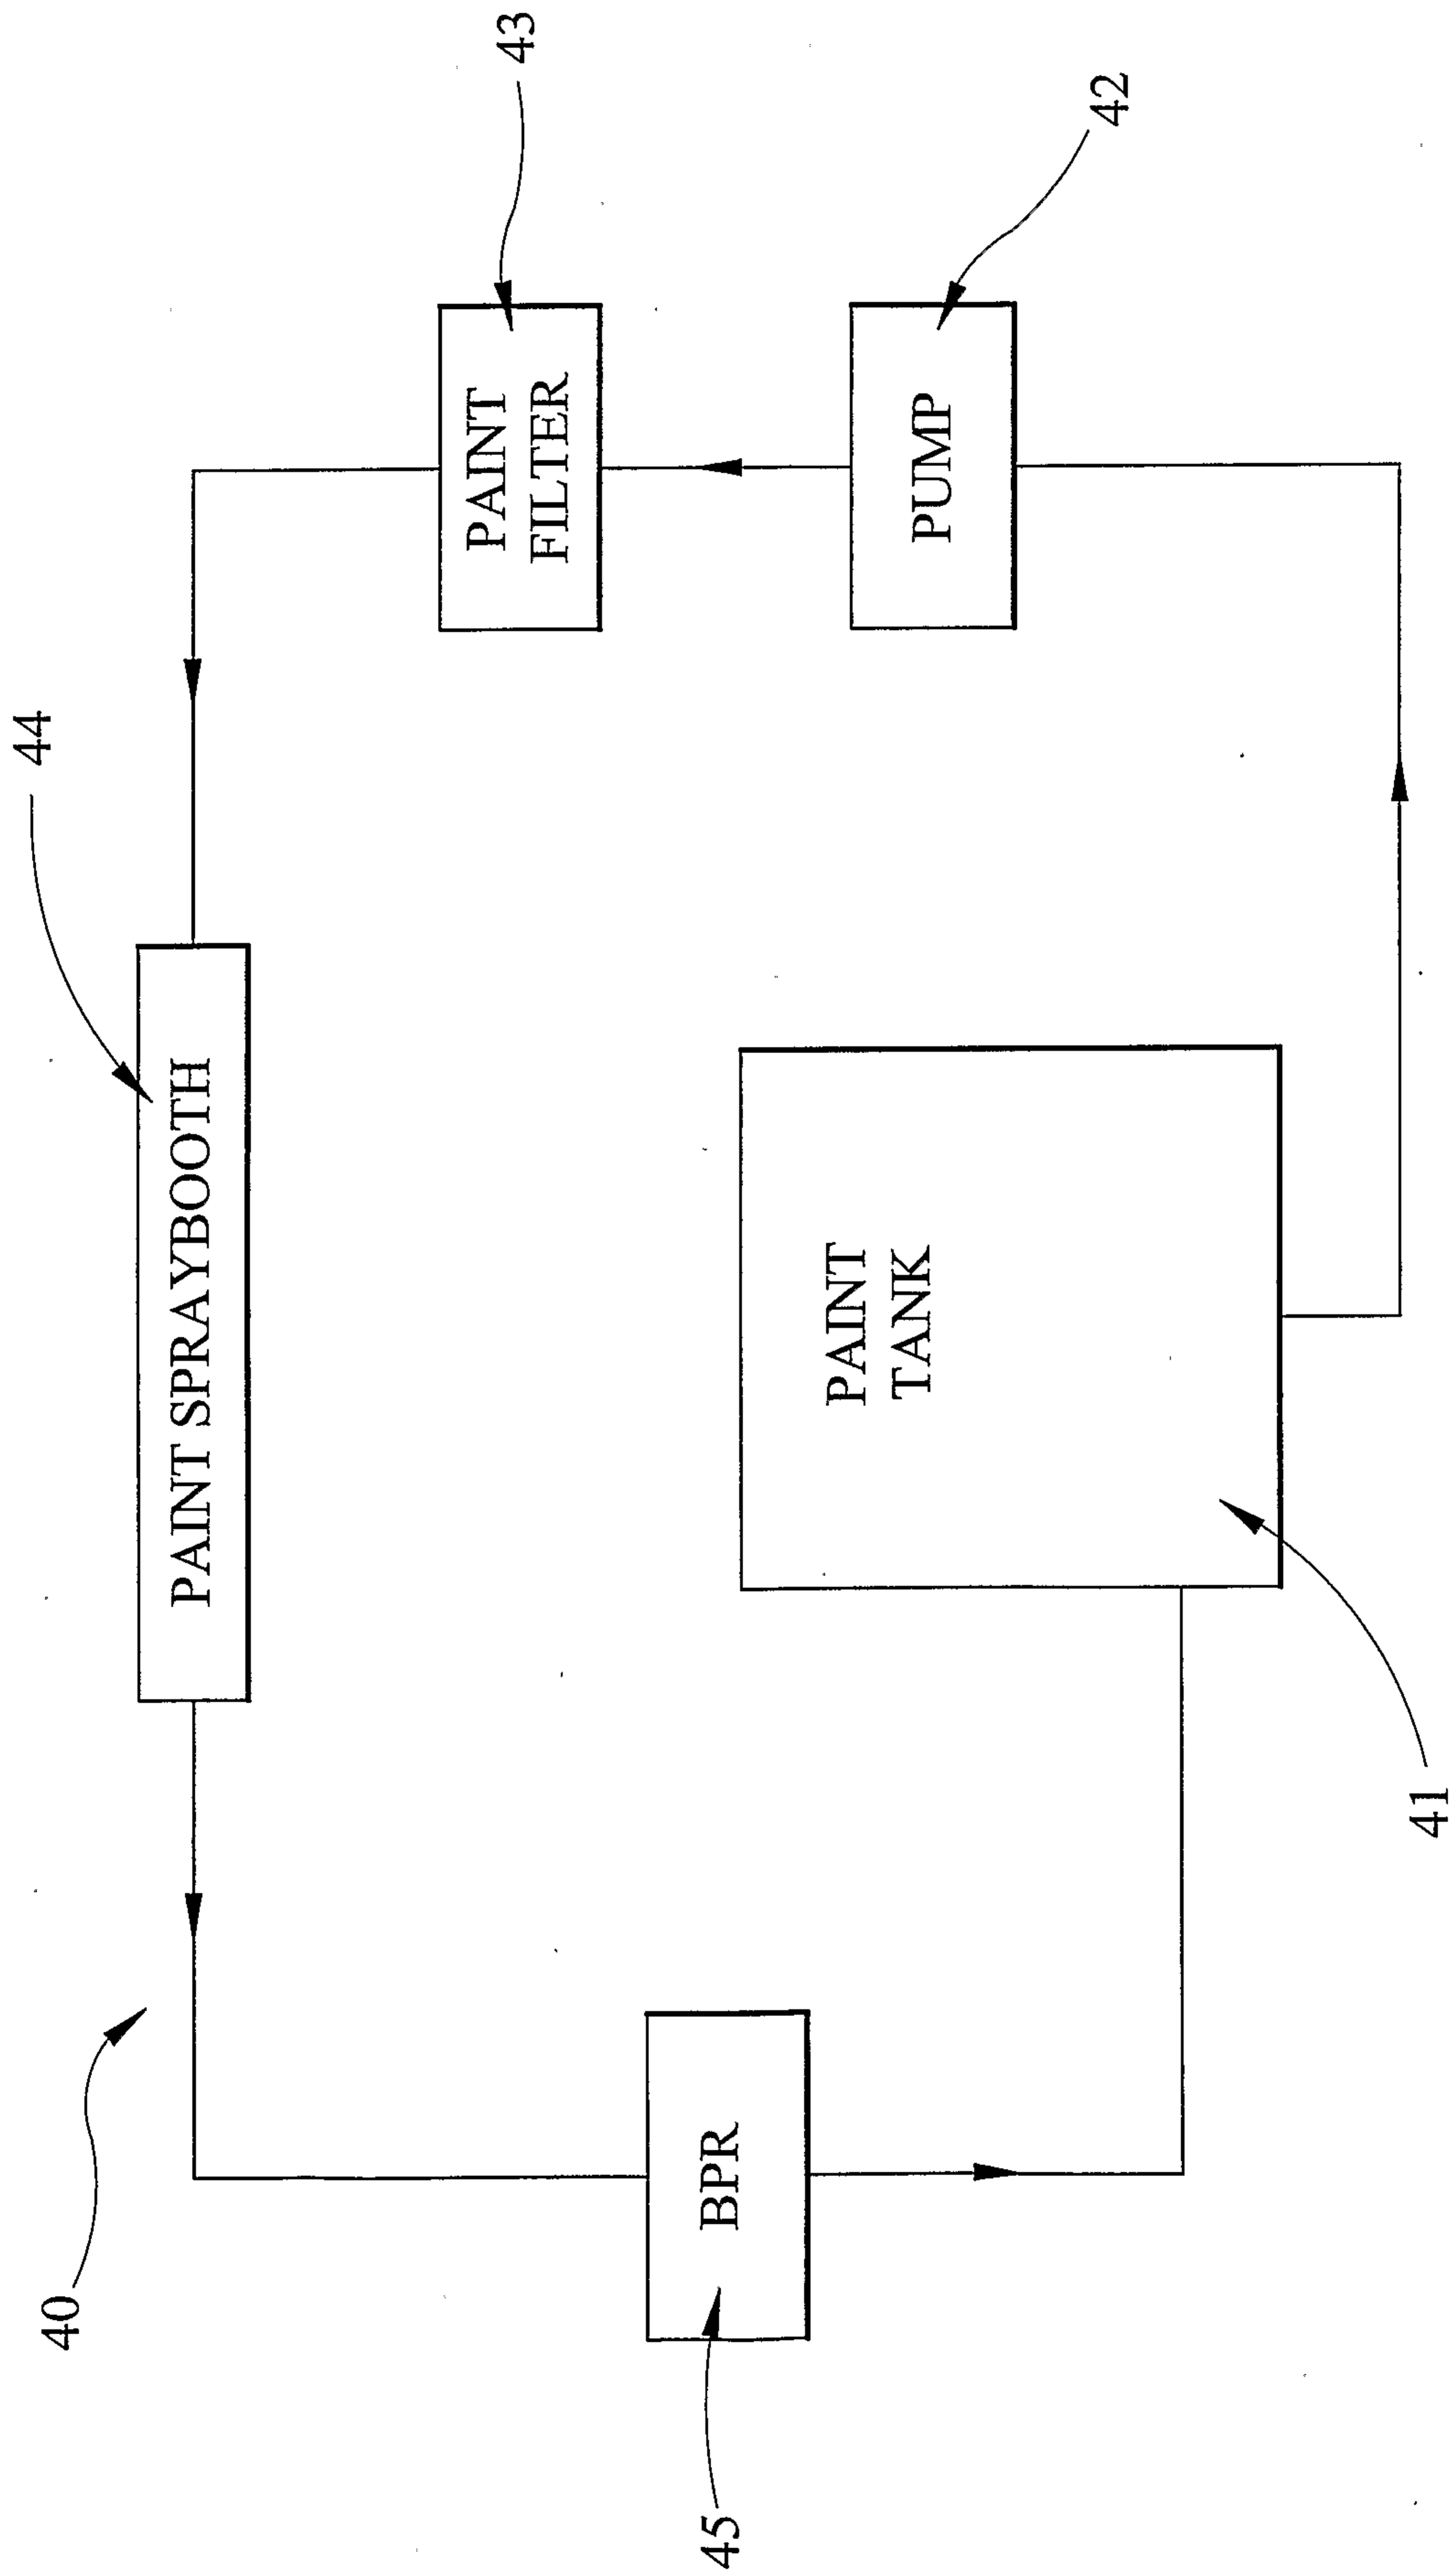 40
44
PAINT SPRAYBOOTH
43
PAINT
FILTER
45
BPR
PAINT
TANK
PUMP
42
41